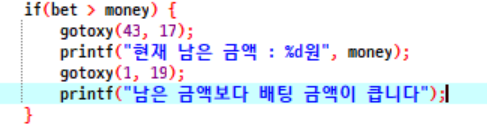 if(bet > money) {
gotoxy(43, 17);
printf("현재 남은 금액 : %d원", money);
gotoxy(1, 19);
printf("남은 금액보다 배팅 금액이 큽니다");
}